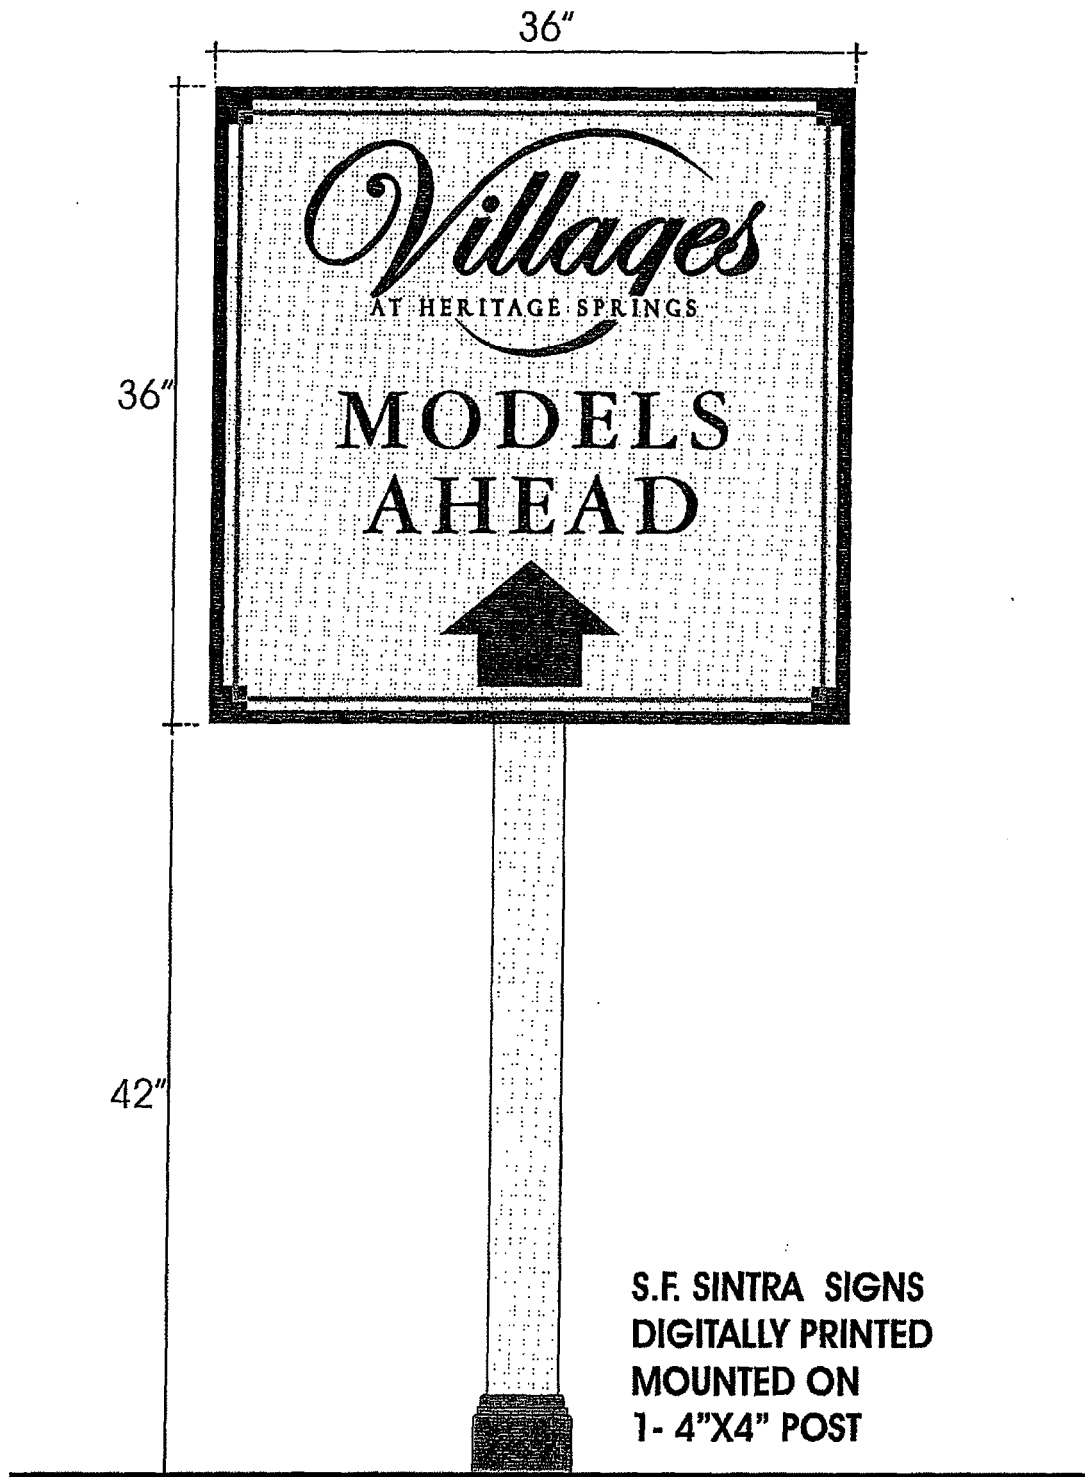 36"
Villages
AT HERITAGE SPRINGS
36"
MODELS
AHEAD
42"
S.F. SINTRA SIGNS
DIGITALLY PRINTED
MOUNTED ON
1- 4"X4" POST